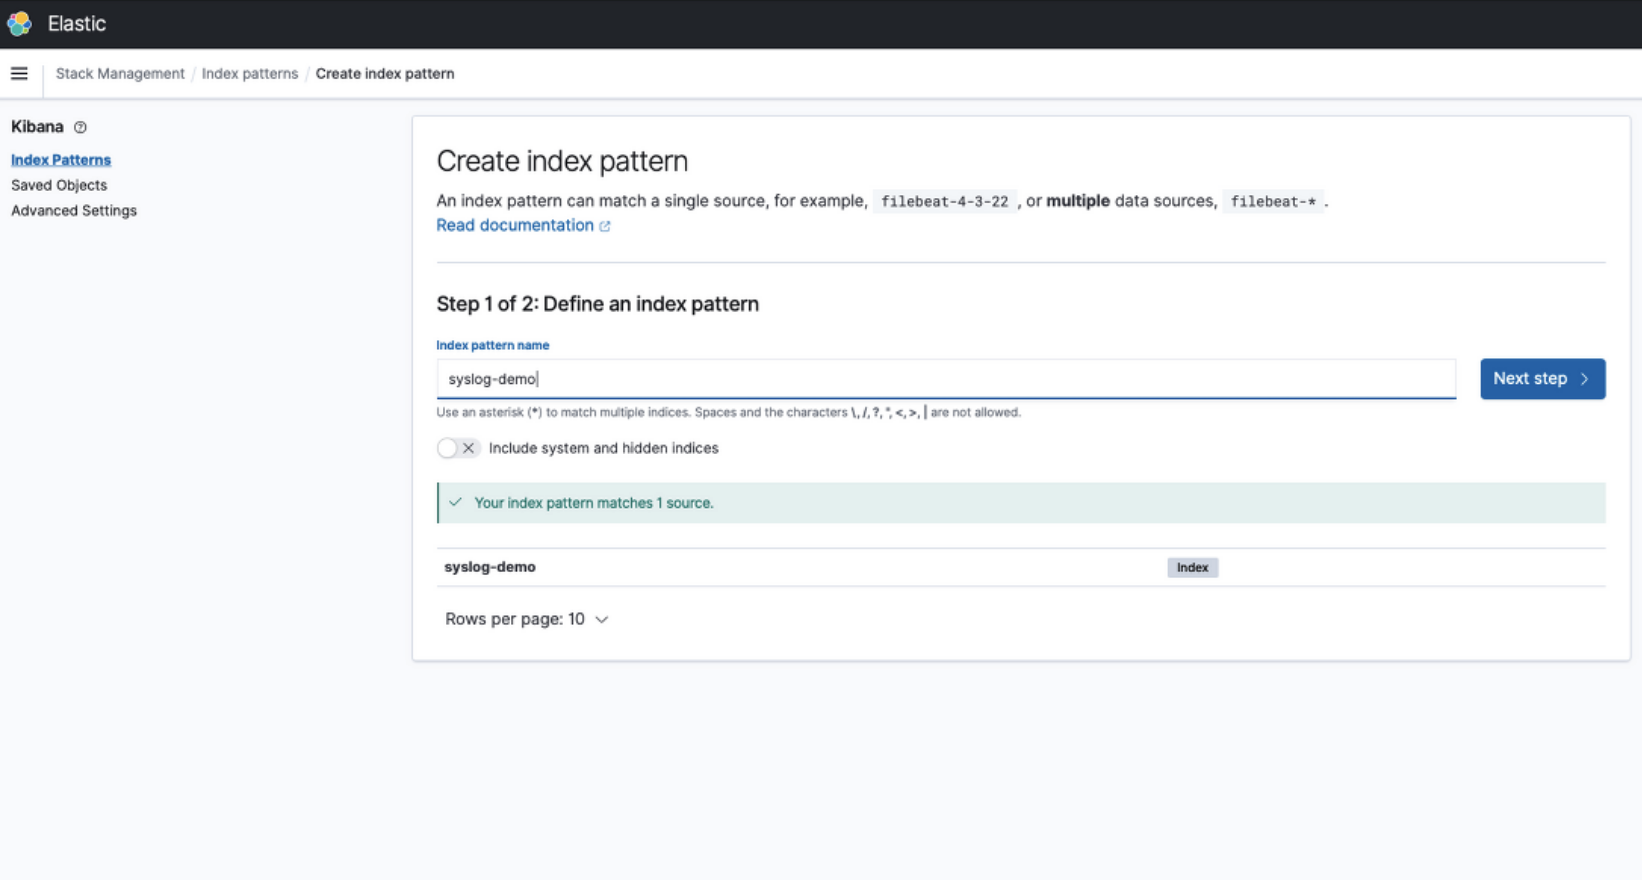 Elastic
Stack Management / Index patterns / Create index pattern
Kibana
Index Patterns
Saved Objects
Advanced Settings
Create index pattern
An index pattern can match a single source, for example, filebeat-4-3-22 , or multiple data sources, filebeat-* .
Read documentation
Step 1 of 2: Define an index pattern
Index pattern name
syslog-demo
Next step
Use an asterisk (*) to match multiple indices. Spaces and the characters \, /, ?, ", <, >, | are not allowed.
Include system and hidden indices
Your index pattern matches 1 source.
syslog-demo Index
Rows per page: 10